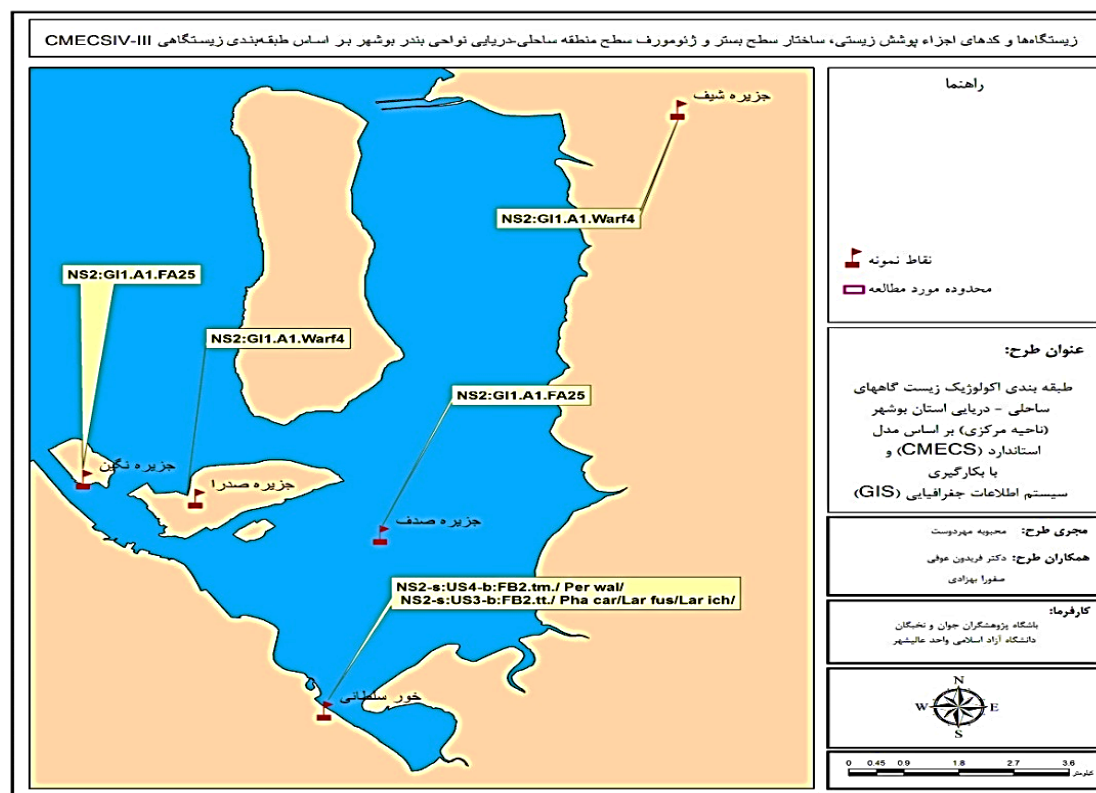 زیستگاه‌ها و کدهای اجزاء پوشش زیستی، ساختار سطح بستر و ژئومورف سطح منطقه ساحلی-دریایی نواحی بندر بوشهر بر اساس طبقه‌بندی زیستگاهی CMECSIV-III
راهنما
نقاط نمونه
محدوده مورد مطالعه
جزیره شیف
NS2:GI1.A1.Warf4
NS2:GI1.A1.FA25
NS2:GI1.A1.Warf4
NS2:GI1.A1.FA25
جزیره نگین
جزیره صدرا
جزیره صدف
NS2-s:US4-b:FB2.tm./ Per wal/
NS2-s:US3-b:FB2.tt./ Pha car/Lar fus/Lar ich/
خور سلطانی
عنوان طرح:
طبقه بندی اکولوژیک زیست گاههای
ساحلی - دریایی استان بوشهر
(ناحیه مرکزی) بر اساس مدل
استاندارد (CMECS) و
با بکارگیری
سیستم اطلاعات جغرافیایی (GIS)
مجری طرح: محبوبه مهردوست
همکاران طرح: دکتر فریدون عوفی
صفورا بهزادی
کارفرما:
باشگاه پژوهشگران جوان و نخبگان
دانشگاه آزاد اسلامی واحد عالیشهر
N
W E
S
0 0.45 0.9 1.8 2.7 3.6
کیلومتر